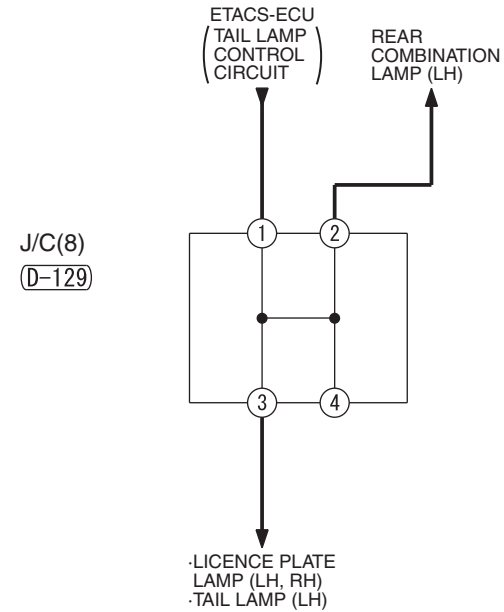 ETACS-ECU
(TAIL LAMP
CONTROL
CIRCUIT)
REAR
COMBINATION
LAMP (LH)
J/C(8)
D-129
1
2
3
4
·LICENCE PLATE
LAMP (LH, RH)
·TAIL LAMP (LH)